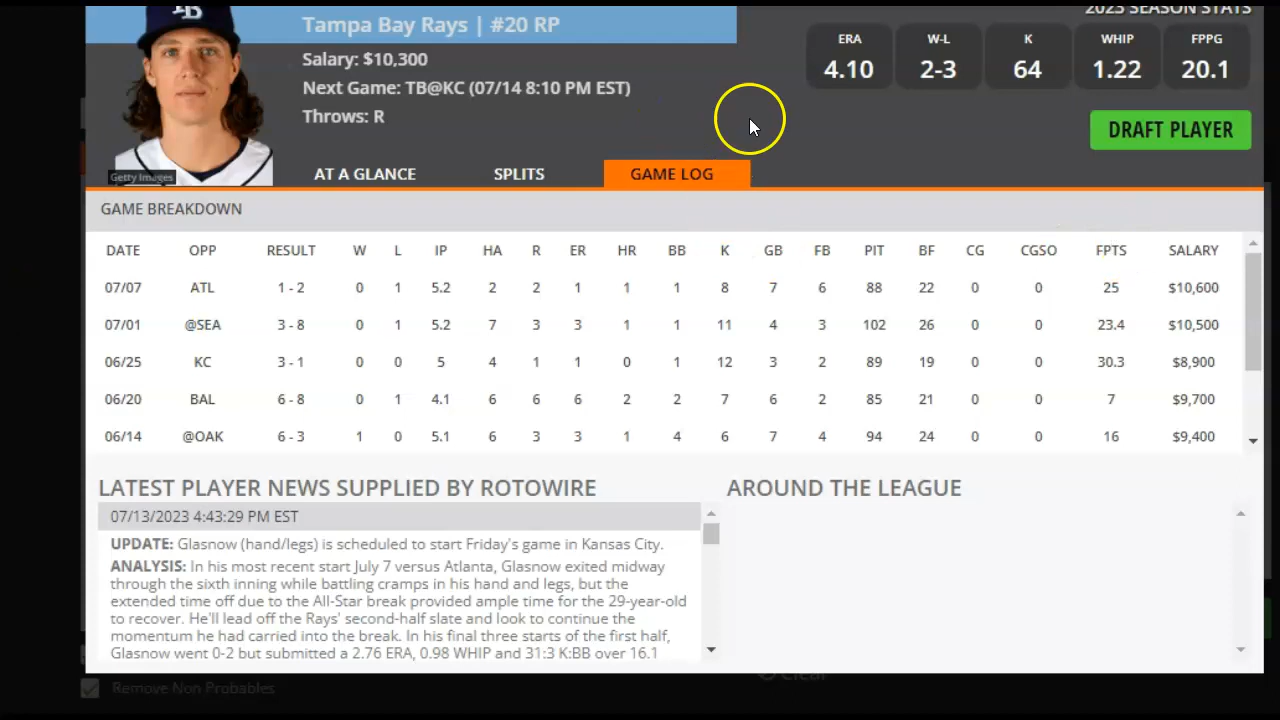 2023 SEASON STATS
Tampa Bay Rays | #20 RP
Salary: $10,300
Next Game: TB@KC (07/14 8:10 PM EST)
Throws: R
ERA W-L K WHIP FPPG
4.10 2-3 64 1.22 20.1
DRAFT PLAYER
Getty Images
AT A GLANCE SPLITS GAME LOG
GAME BREAKDOWN
DATE OPP RESULT W L IP HA R ER HR BB K GB FB PIT BF CG CGSO FPTS SALARY
07/07 ATL 1 - 2 0 1 5.2 2 2 1 1 1 8 7 6 88 22 0 0 25 $10,600
07/01 @SEA 3 - 8 0 1 5.2 7 3 3 1 1 11 4 3 102 26 0 0 23.4 $10,500
06/25 KC 3 - 1 0 0 5 4 1 1 0 1 12 3 2 89 19 0 0 30.3 $8,900
06/20 BAL 6 - 8 0 1 4.1 6 6 6 2 2 7 6 2 85 21 0 0 7 $9,700
06/14 @OAK 6 - 3 1 0 5.1 6 3 3 1 4 6 7 4 94 24 0 0 16 $9,400
LATEST PLAYER NEWS SUPPLIED BY ROTOWIRE
07/13/2023 4:43:29 PM EST
UPDATE: Glasnow (hand/legs) is scheduled to start Friday's game in Kansas City.
ANALYSIS: In his most recent start July 7 versus Atlanta, Glasnow exited midway
through the sixth inning while battling cramps in his hand and legs, but the
extended time off due to the All-Star break provided ample time for the 29-year-old
to recover. He'll lead off the Rays' second-half slate and look to continue the
momentum he had carried into the break. In his final three starts of the first half,
Glasnow went 0-2 but submitted a 2.76 ERA, 0.98 WHIP and 31:3 K:BB over 16.1
AROUND THE LEAGUE
Remove Non Probables
Clear